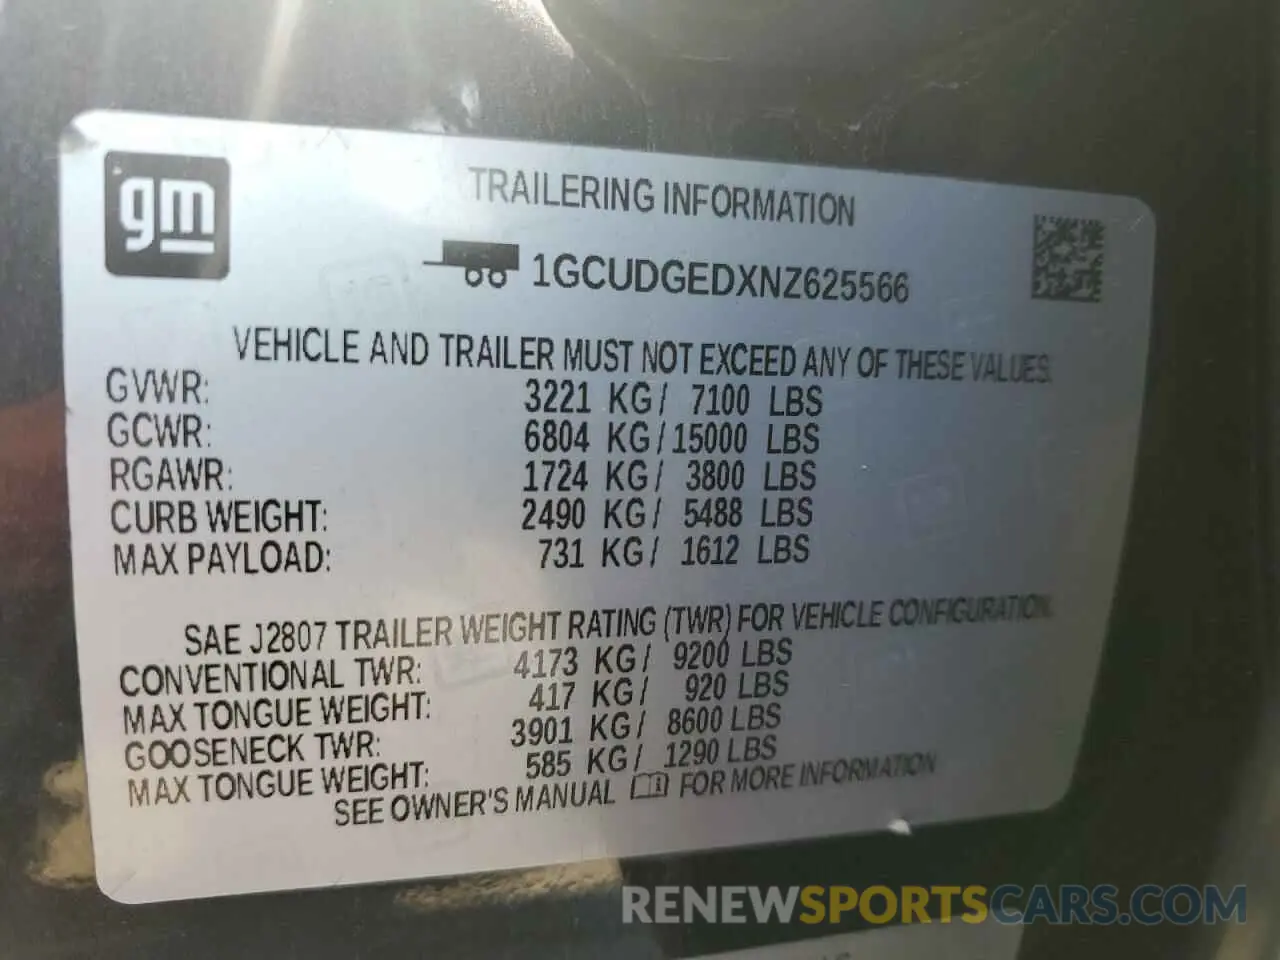 gm
TRAILERING INFORMATION
1GCUDGEDXNZ625566
VEHICLE AND TRAILER MUST NOT EXCEED ANY OF THESE VALUES.
GVWR: 3221 KG/ 7100 LBS
GCWR: 6804 KG/15000 LBS
RGAWR: 1724 KG/ 3800 LBS
CURB WEIGHT: 2490 KG/ 5488 LBS
MAX PAYLOAD: 731 KG/ 1612 LBS
SAE J2807 TRAILER WEIGHT RATING (TWR) FOR VEHICLE CONFIGURATION.
CONVENTIONAL TWR: 4173 KG/ 9200 LBS
MAX TONGUE WEIGHT: 417 KG/ 920 LBS
GOOSENECK TWR: 3901 KG/ 8600 LBS
MAX TONGUE WEIGHT: 585 KG/ 1290 LBS
SEE OWNER'S MANUAL FOR MORE INFORMATION
RENEWSPORTSCARS.COM